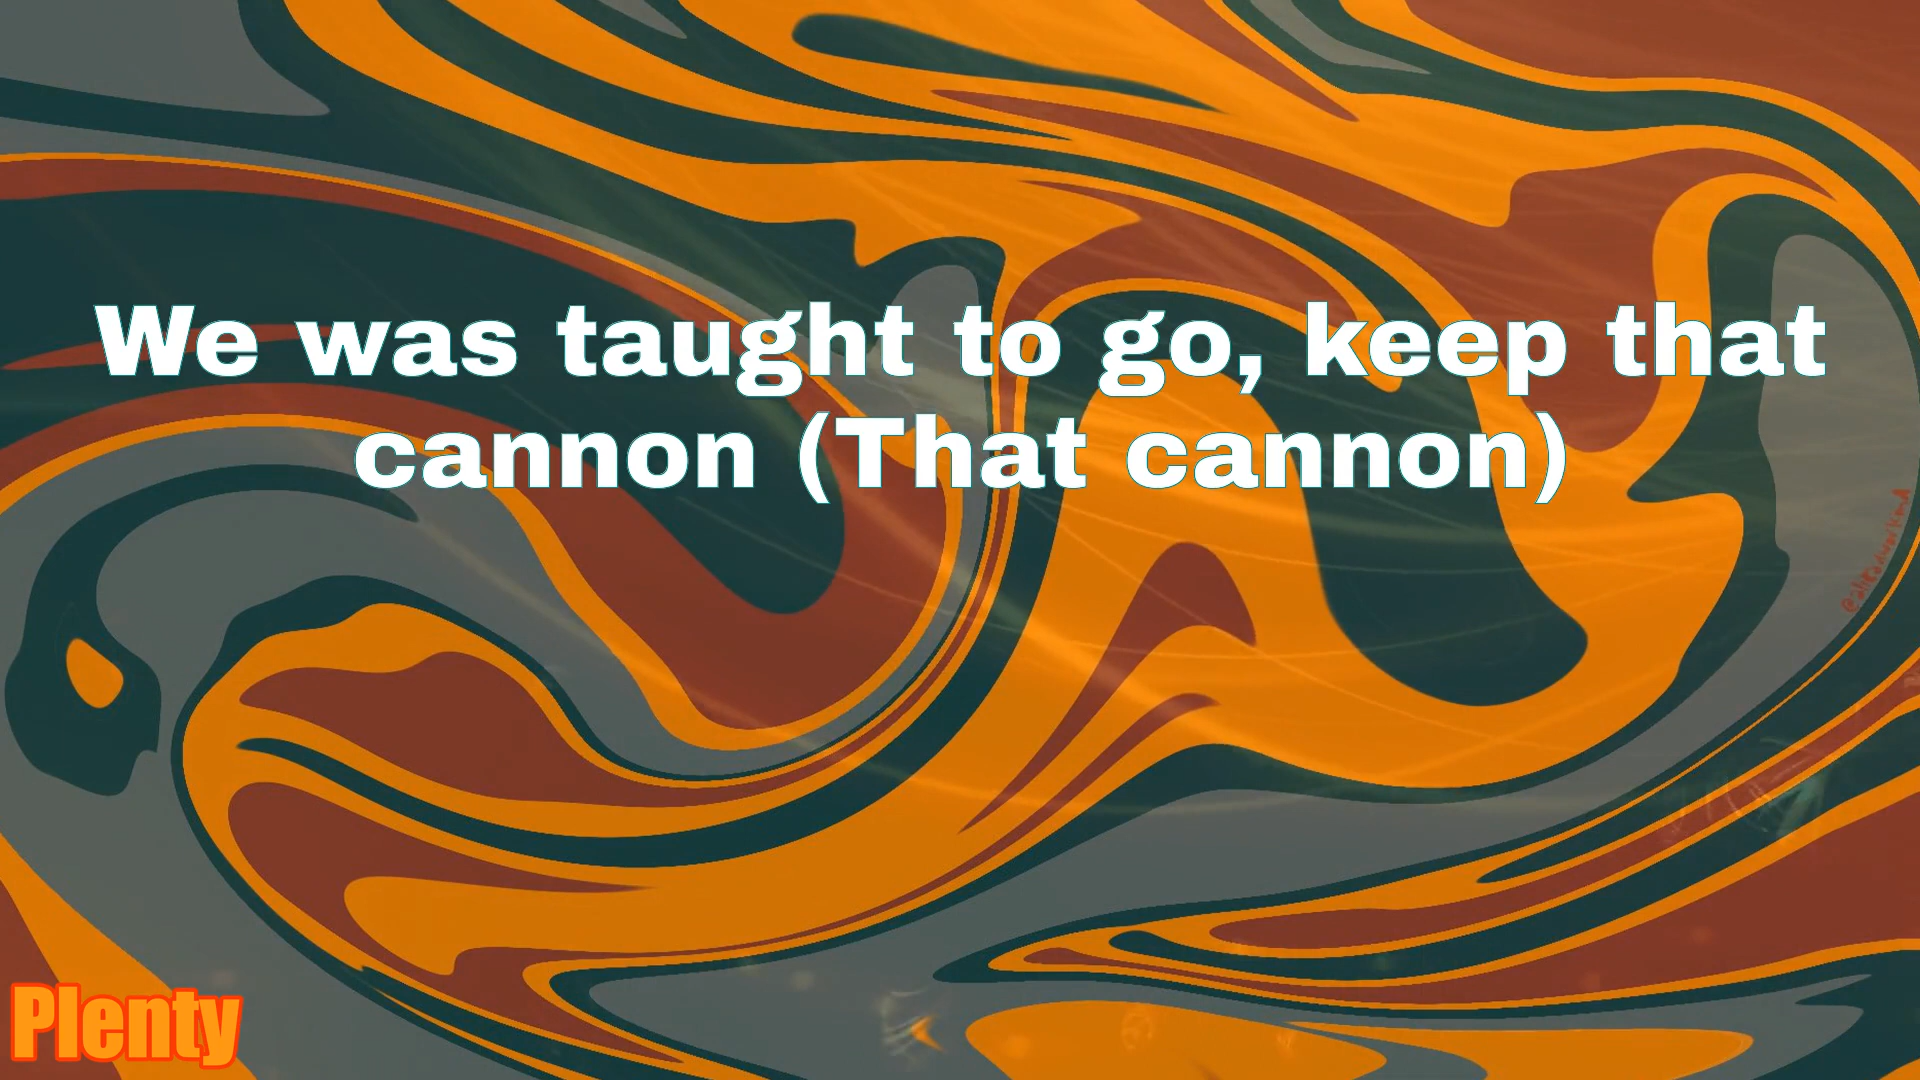 We was taught to go, keep that
cannon (That cannon)
Plenty